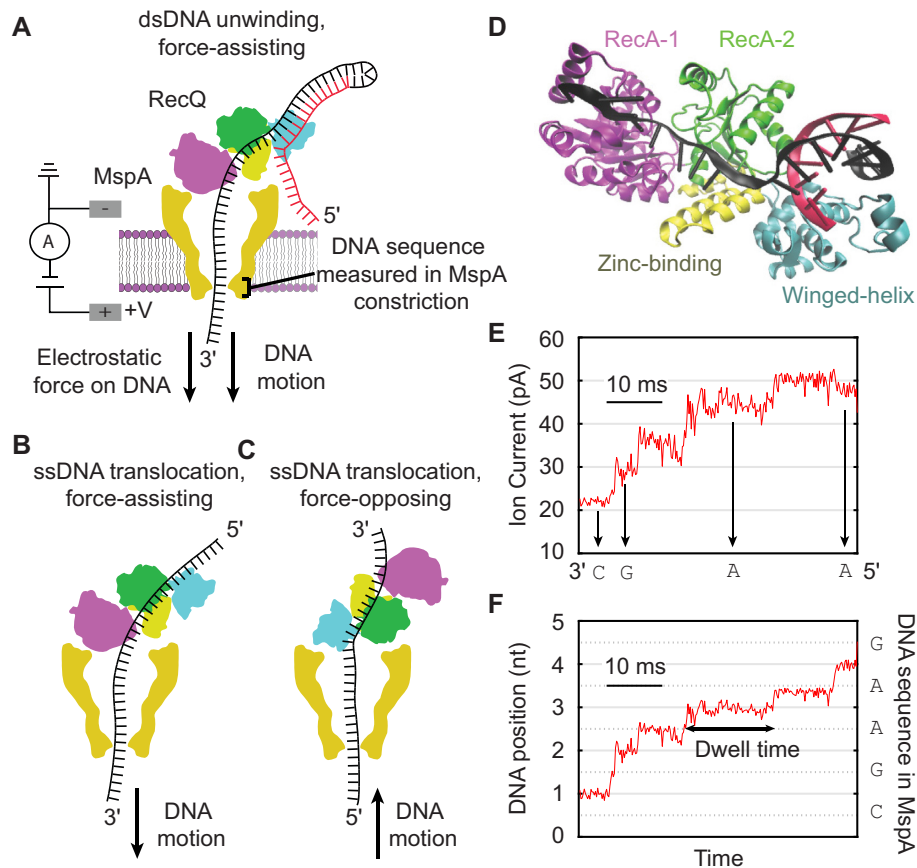 A
dsDNA unwinding,
force-assisting
RecQ
MspA
-
A
+
+V
5'
DNA sequence
measured in MspA
constriction
3'
Electrostatic
force on DNA
DNA
motion
B
ssDNA translocation,
force-assisting
5'
3'
DNA
motion
C
ssDNA translocation,
force-opposing
3'
5'
DNA
motion
D
RecA-1
RecA-2
Zinc-binding
Winged-helix
E
Ion Current (pA)
60
50
40
30
20
10
10 ms
3'
C
G
A
A
5'
F
DNA position (nt)
5
4
3
2
1
0
10 ms
Dwell time
Time
G
A
A
G
C
DNA sequence in MspA